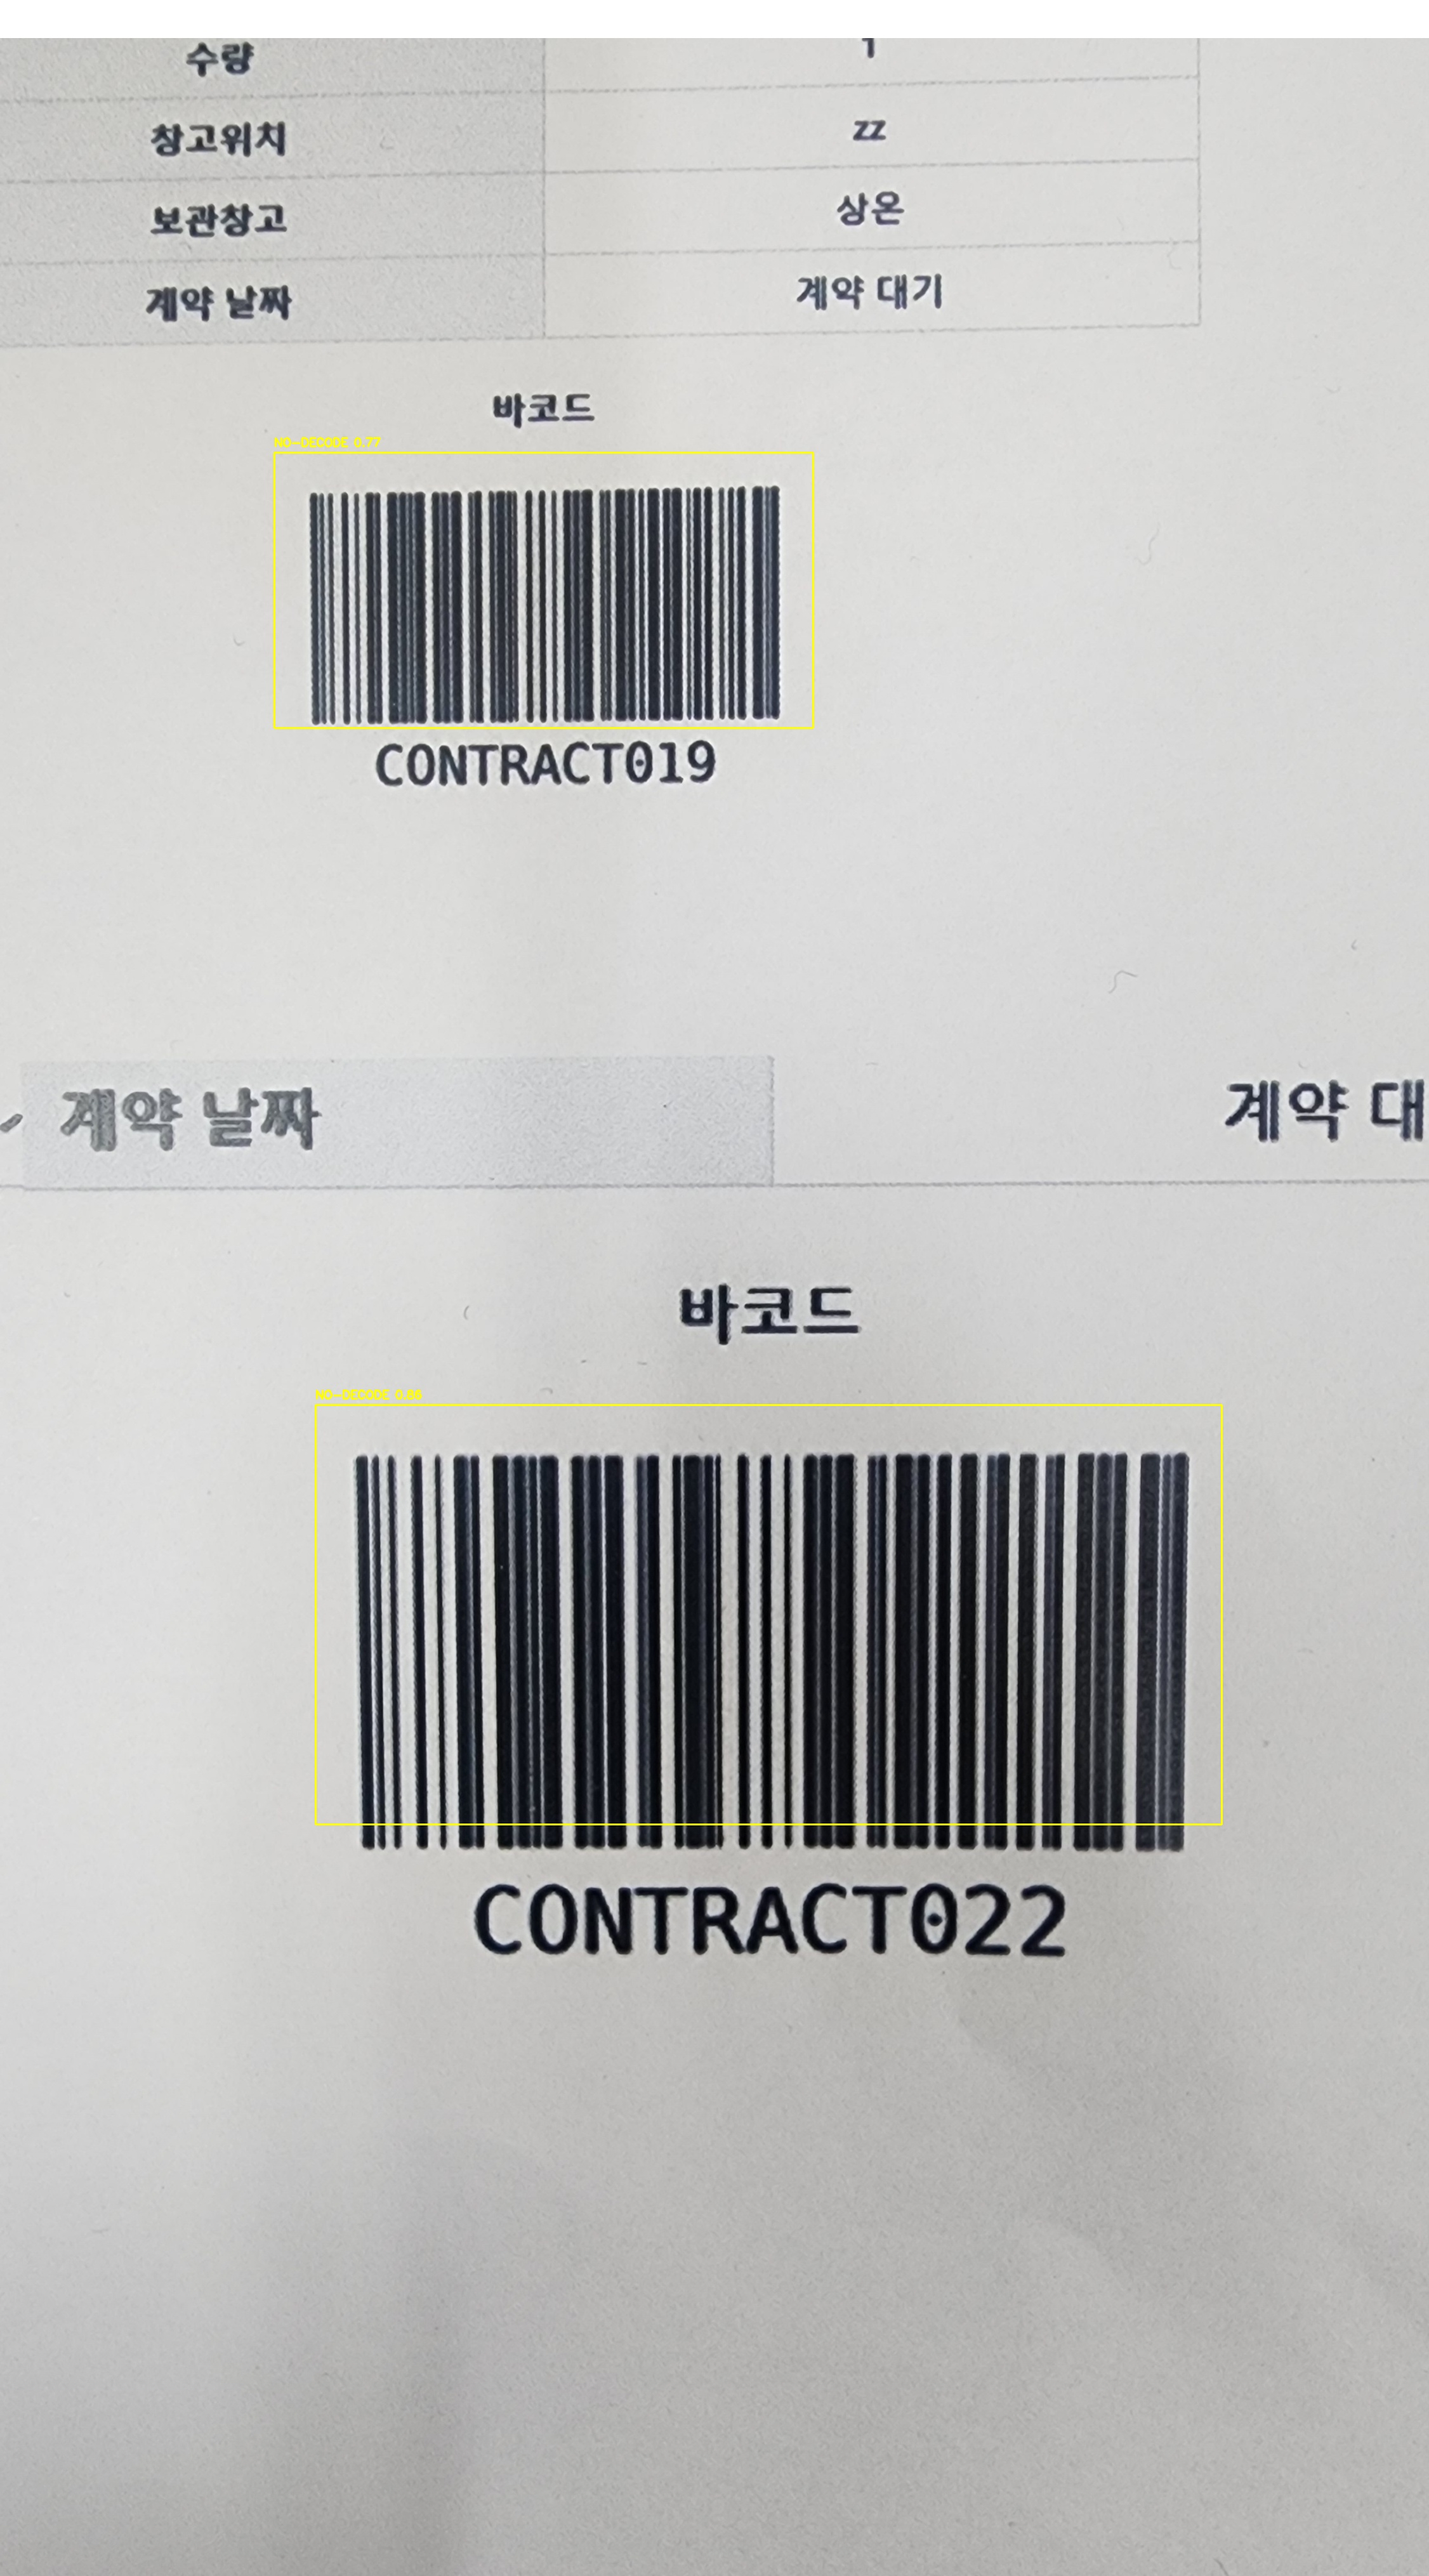 수량 1
창고위치 zz
보관창고 상온
계약 날짜 계약 대기
바코드
NO-DECODE 0.77
CONTRACT019
계약 날짜 계약 대
바코드
NO-DECODE 0.86
CONTRACT022